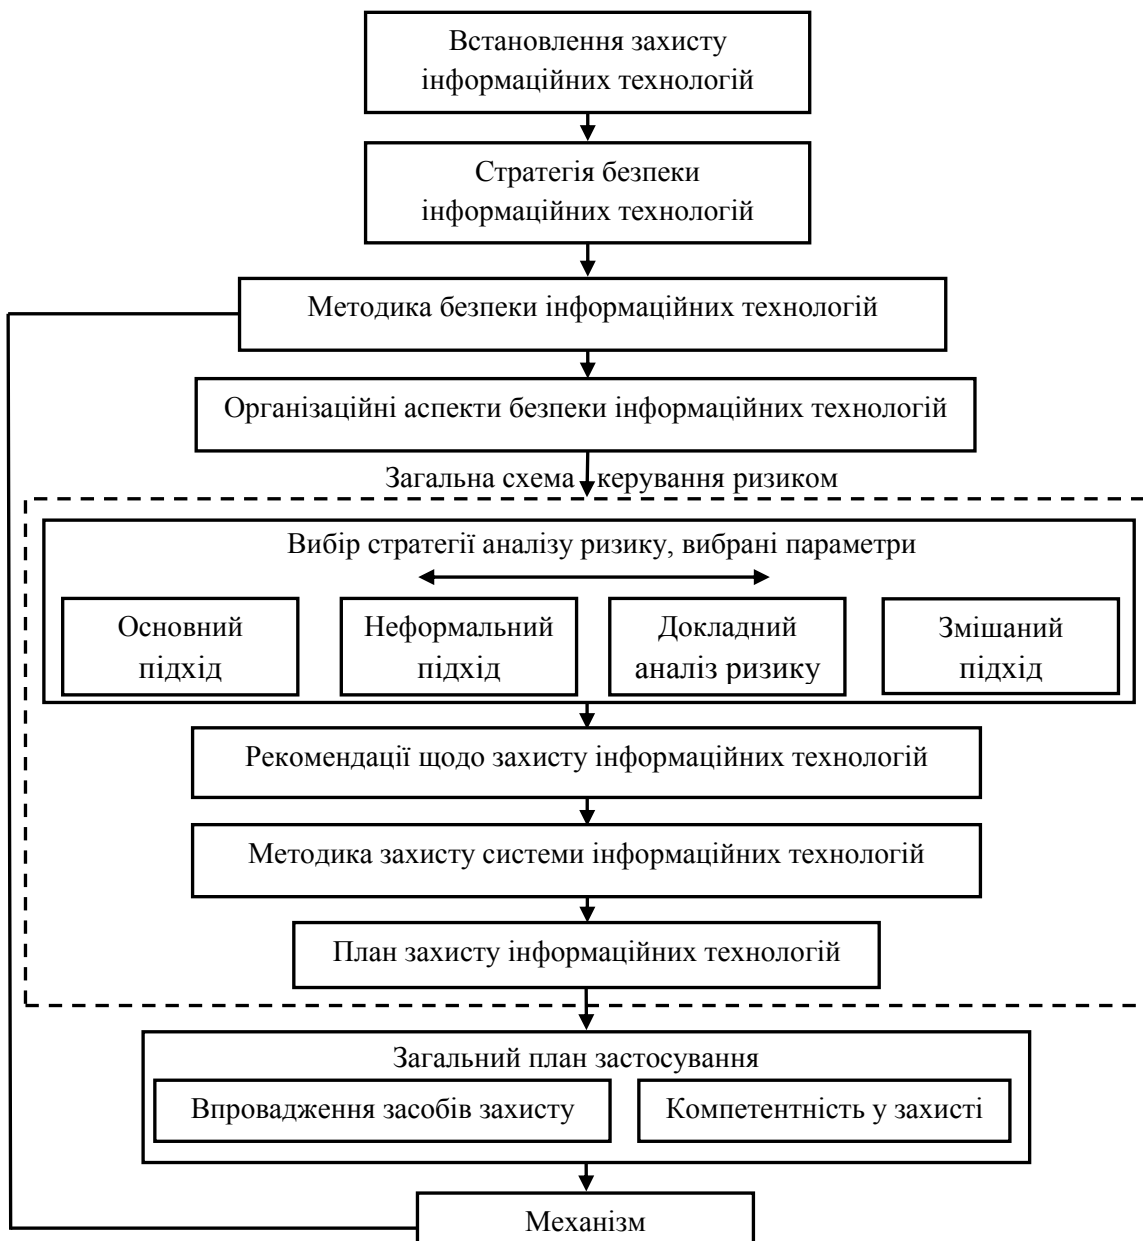 Встановлення захисту
інформаційних технологій
Стратегія безпеки
інформаційних технологій
Методика безпеки інформаційних технологій
Організаційні аспекти безпеки інформаційних технологій
Загальна схема керування ризиком
Вибір стратегії аналізу ризику, вибрані параметри
Основний
підхід
Неформальний
підхід
Докладний
аналіз ризику
Змішаний
підхід
Рекомендації щодо захисту інформаційних технологій
Методика захисту системи інформаційних технологій
План захисту інформаційних технологій
Загальний план застосування
Впровадження засобів захисту
Компетентність у захисті
Механізм